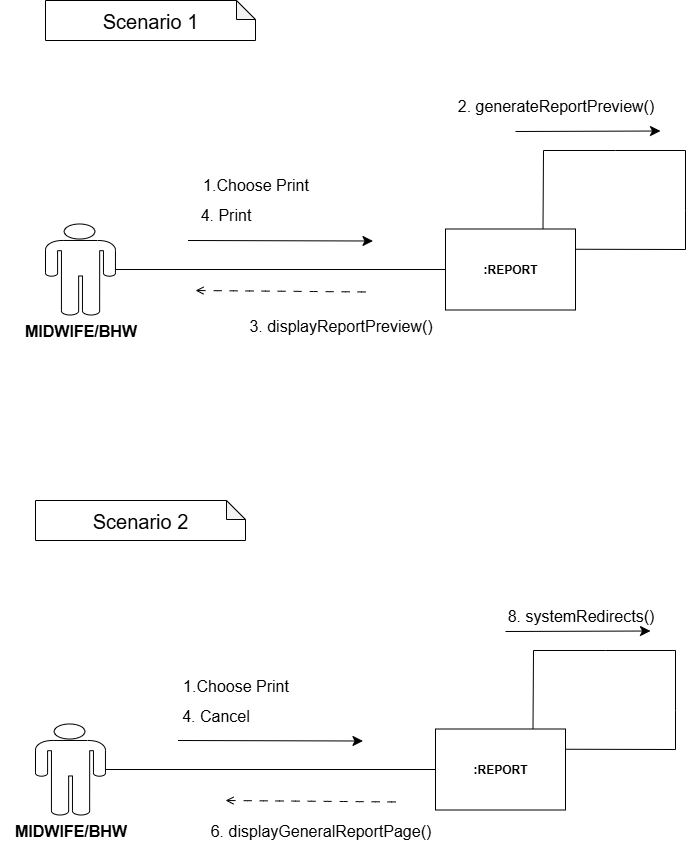 Scenario 1
2. generateReportPreview()
1.Choose Print
4. Print
:REPORT
MIDWIFE/BHW
3. displayReportPreview()
Scenario 2
8. systemRedirects()
1.Choose Print
4. Cancel
:REPORT
MIDWIFE/BHW
6. displayGeneralReportPage()